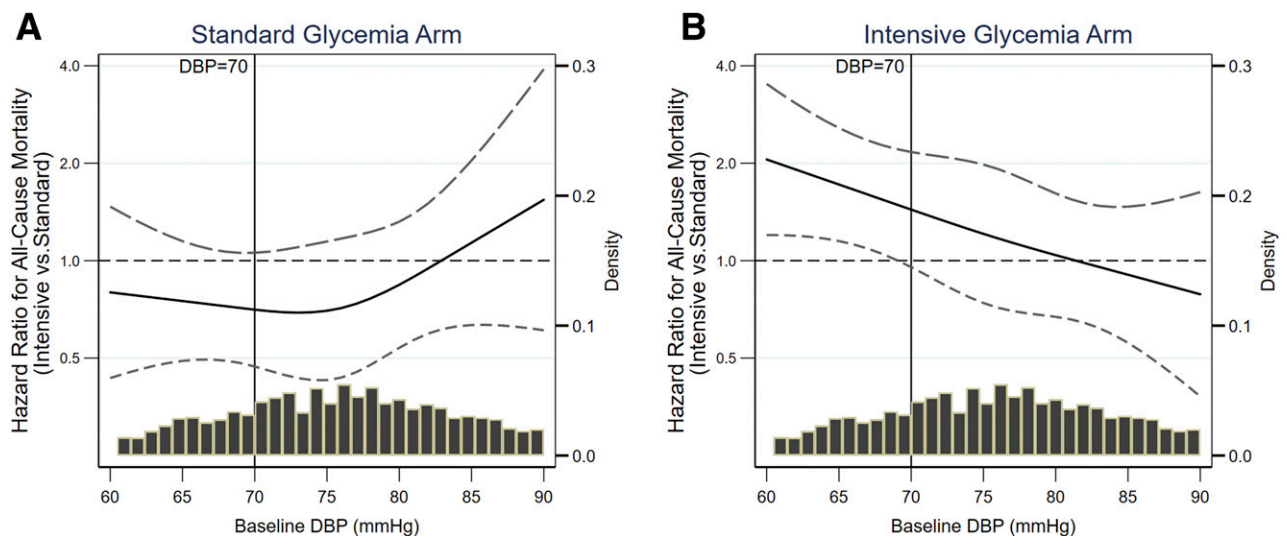 A
Standard Glycemia Arm
DBP=70
Hazard Ratio for All-Cause Mortality
(Intensive vs.Standard)
4.0
2.0
1.0
0.5
0.3
0.2
0.1
0.0
Density
60 65 70 75 80 85 90
Baseline DBP (mmHg)
B
Intensive Glycemia Arm
DBP=70
Hazard Ratio for All-Cause Mortality
(Intensive vs.Standard)
4.0
2.0
1.0
0.5
0.3
0.2
0.1
0.0
Density
60 65 70 75 80 85 90
Baseline DBP (mmHg)